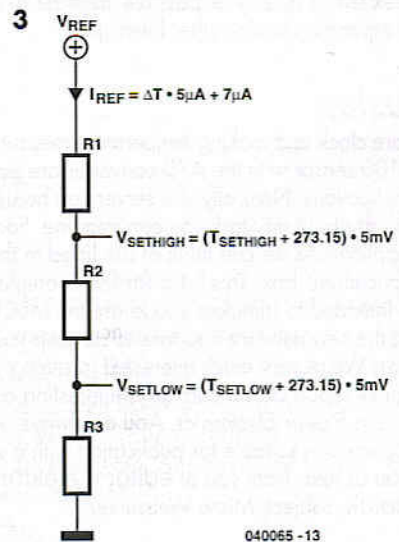 3
VREF
IREF = ΔT • 5μA + 7μA
R1
VSETHIGH = (TSETHIGH + 273.15) • 5mV
R2
VSETLOW = (TSETLOW + 273.15) • 5mV
R3
040065 - 13